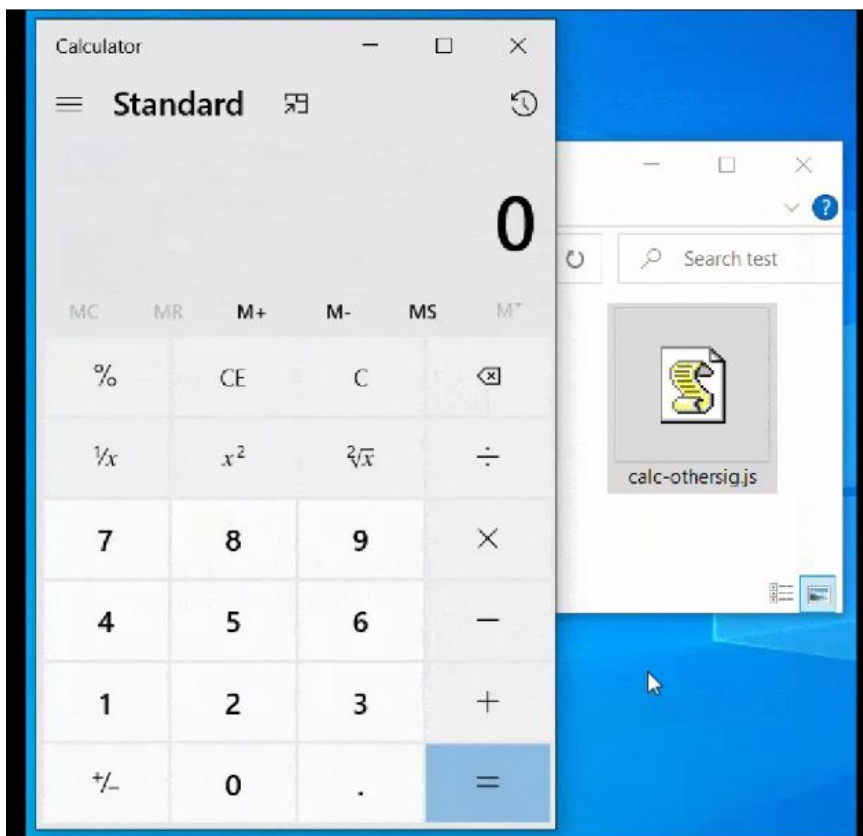 Calculator
Standard
0
MC MR M+ M- MS M˅
% CE C
¹/x x² ²√x ÷
7 8 9 ×
4 5 6 −
1 2 3 +
+/− 0 . =
?
Search test
calc-othersig.js